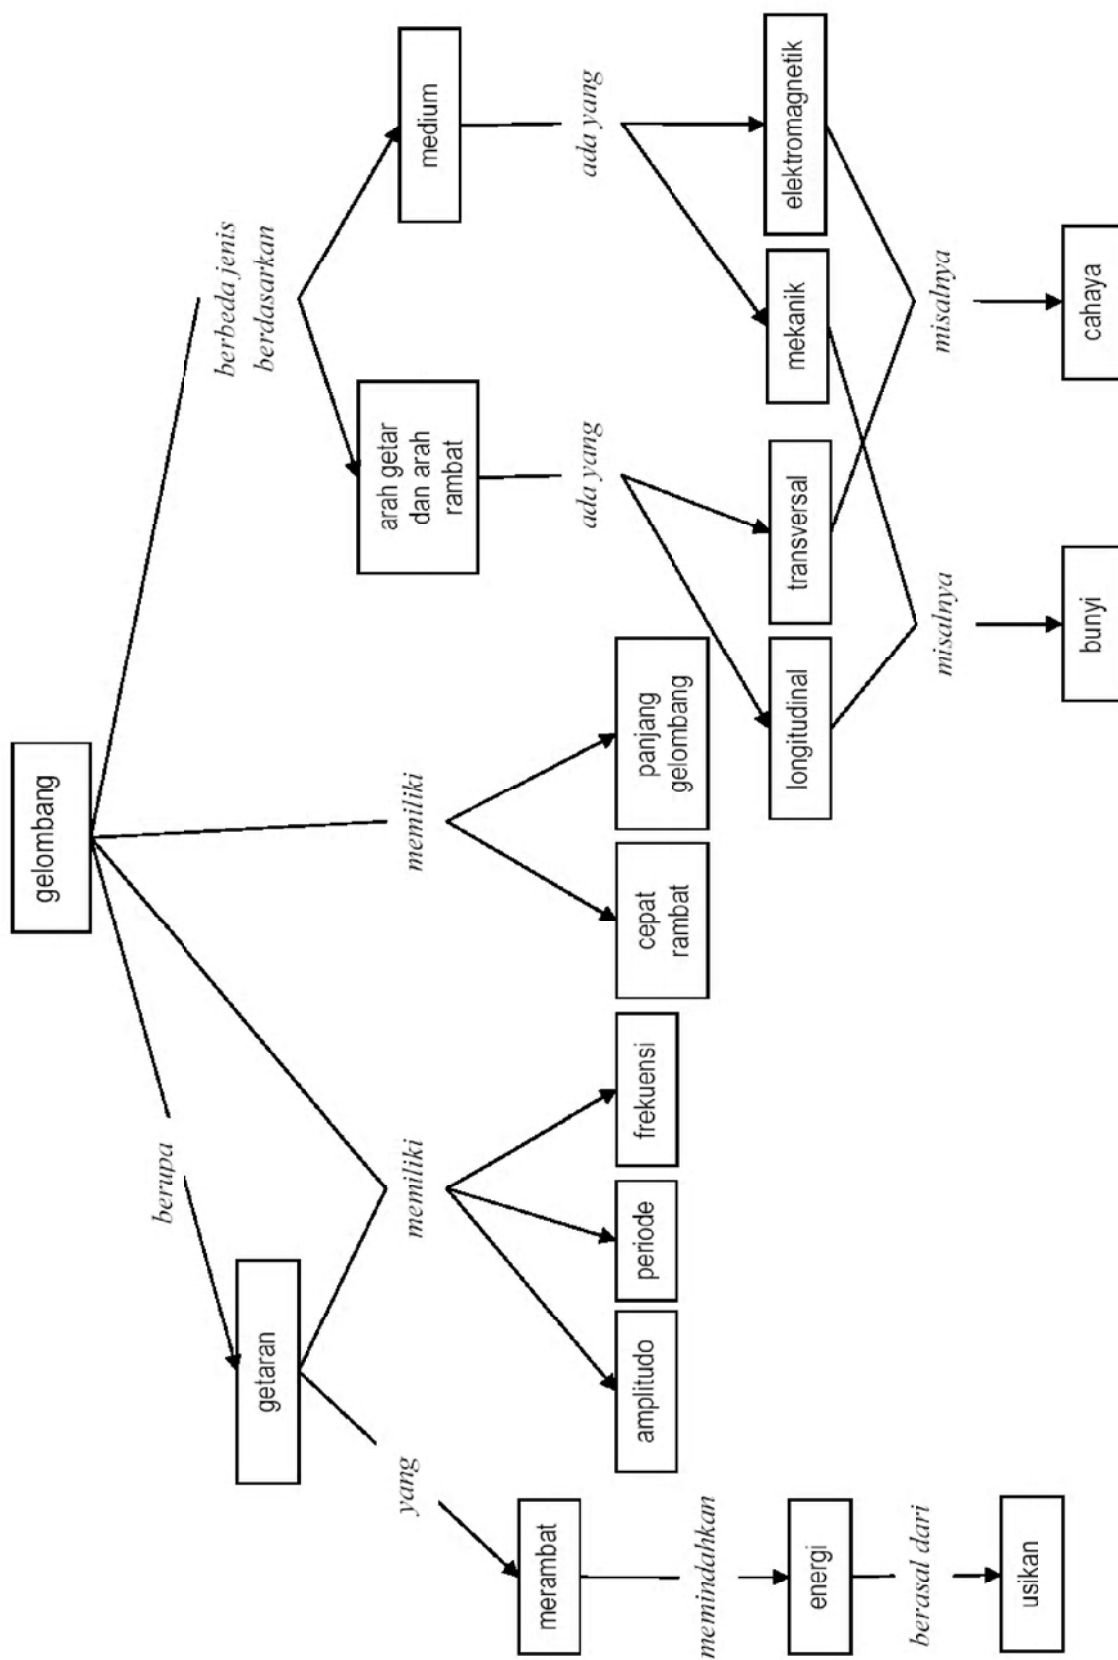 gelombang
berupa
berbeda jenis
berdasarkan
getaran
yang
memiliki
memiliki
arah getar
dan arah
rambat
medium
merambat
ada yang
ada yang
amplitudo
periode
frekuensi
cepat
rambat
panjang
gelombang
memindahkan
energi
longitudinal
transversal
mekanik
elektromagnetik
berasal dari
misalnya
misalnya
usikan
bunyi
cahaya